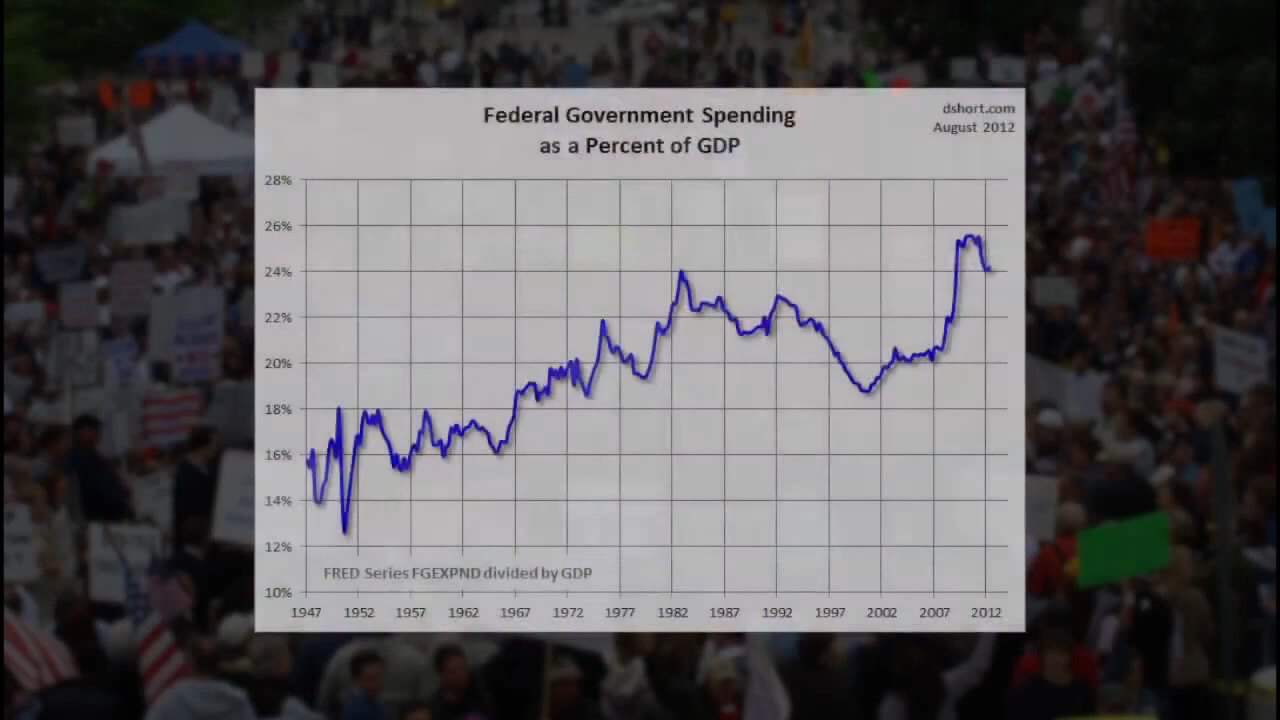 Federal Government Spending
as a Percent of GDP
dshort.com
August 2012
28%
26%
24%
22%
20%
18%
16%
14%
12%
10%
FRED Series FGEXPND divided by GDP
1947 1952 1957 1962 1967 1972 1977 1982 1987 1992 1997 2002 2007 2012